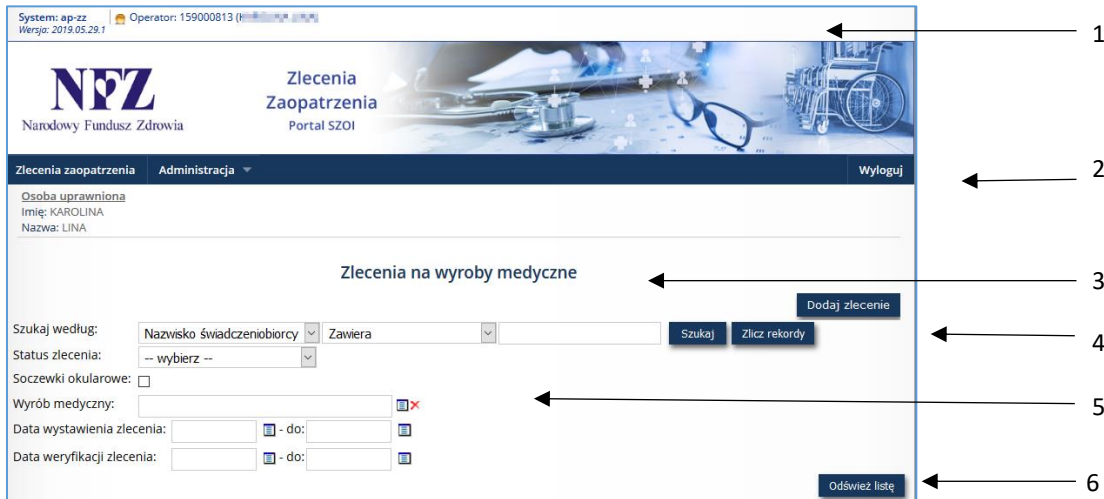 System: ap-zz Operator: 159000813
Wersja: 2019.05.29.1
1
NFZ
Narodowy Fundusz Zdrowia
Zlecenia
Zaopatrzenia
Portal SZOI
Zlecenia zaopatrzenia Administracja Wyloguj
2
Osoba uprawniona
Imię: KAROLINA
Nazwa: LINA
Zlecenia na wyroby medyczne
3
Dodaj zlecenie
Szukaj według: Nazwisko świadczeniobiorcy Zawiera Szukaj Zlicz rekordy
4
Status zlecenia: -- wybierz --
Soczewki okularowe:
Wyrób medyczny:
5
Data wystawienia zlecenia: - do:
Data weryfikacji zlecenia: - do:
Odśwież listę
6